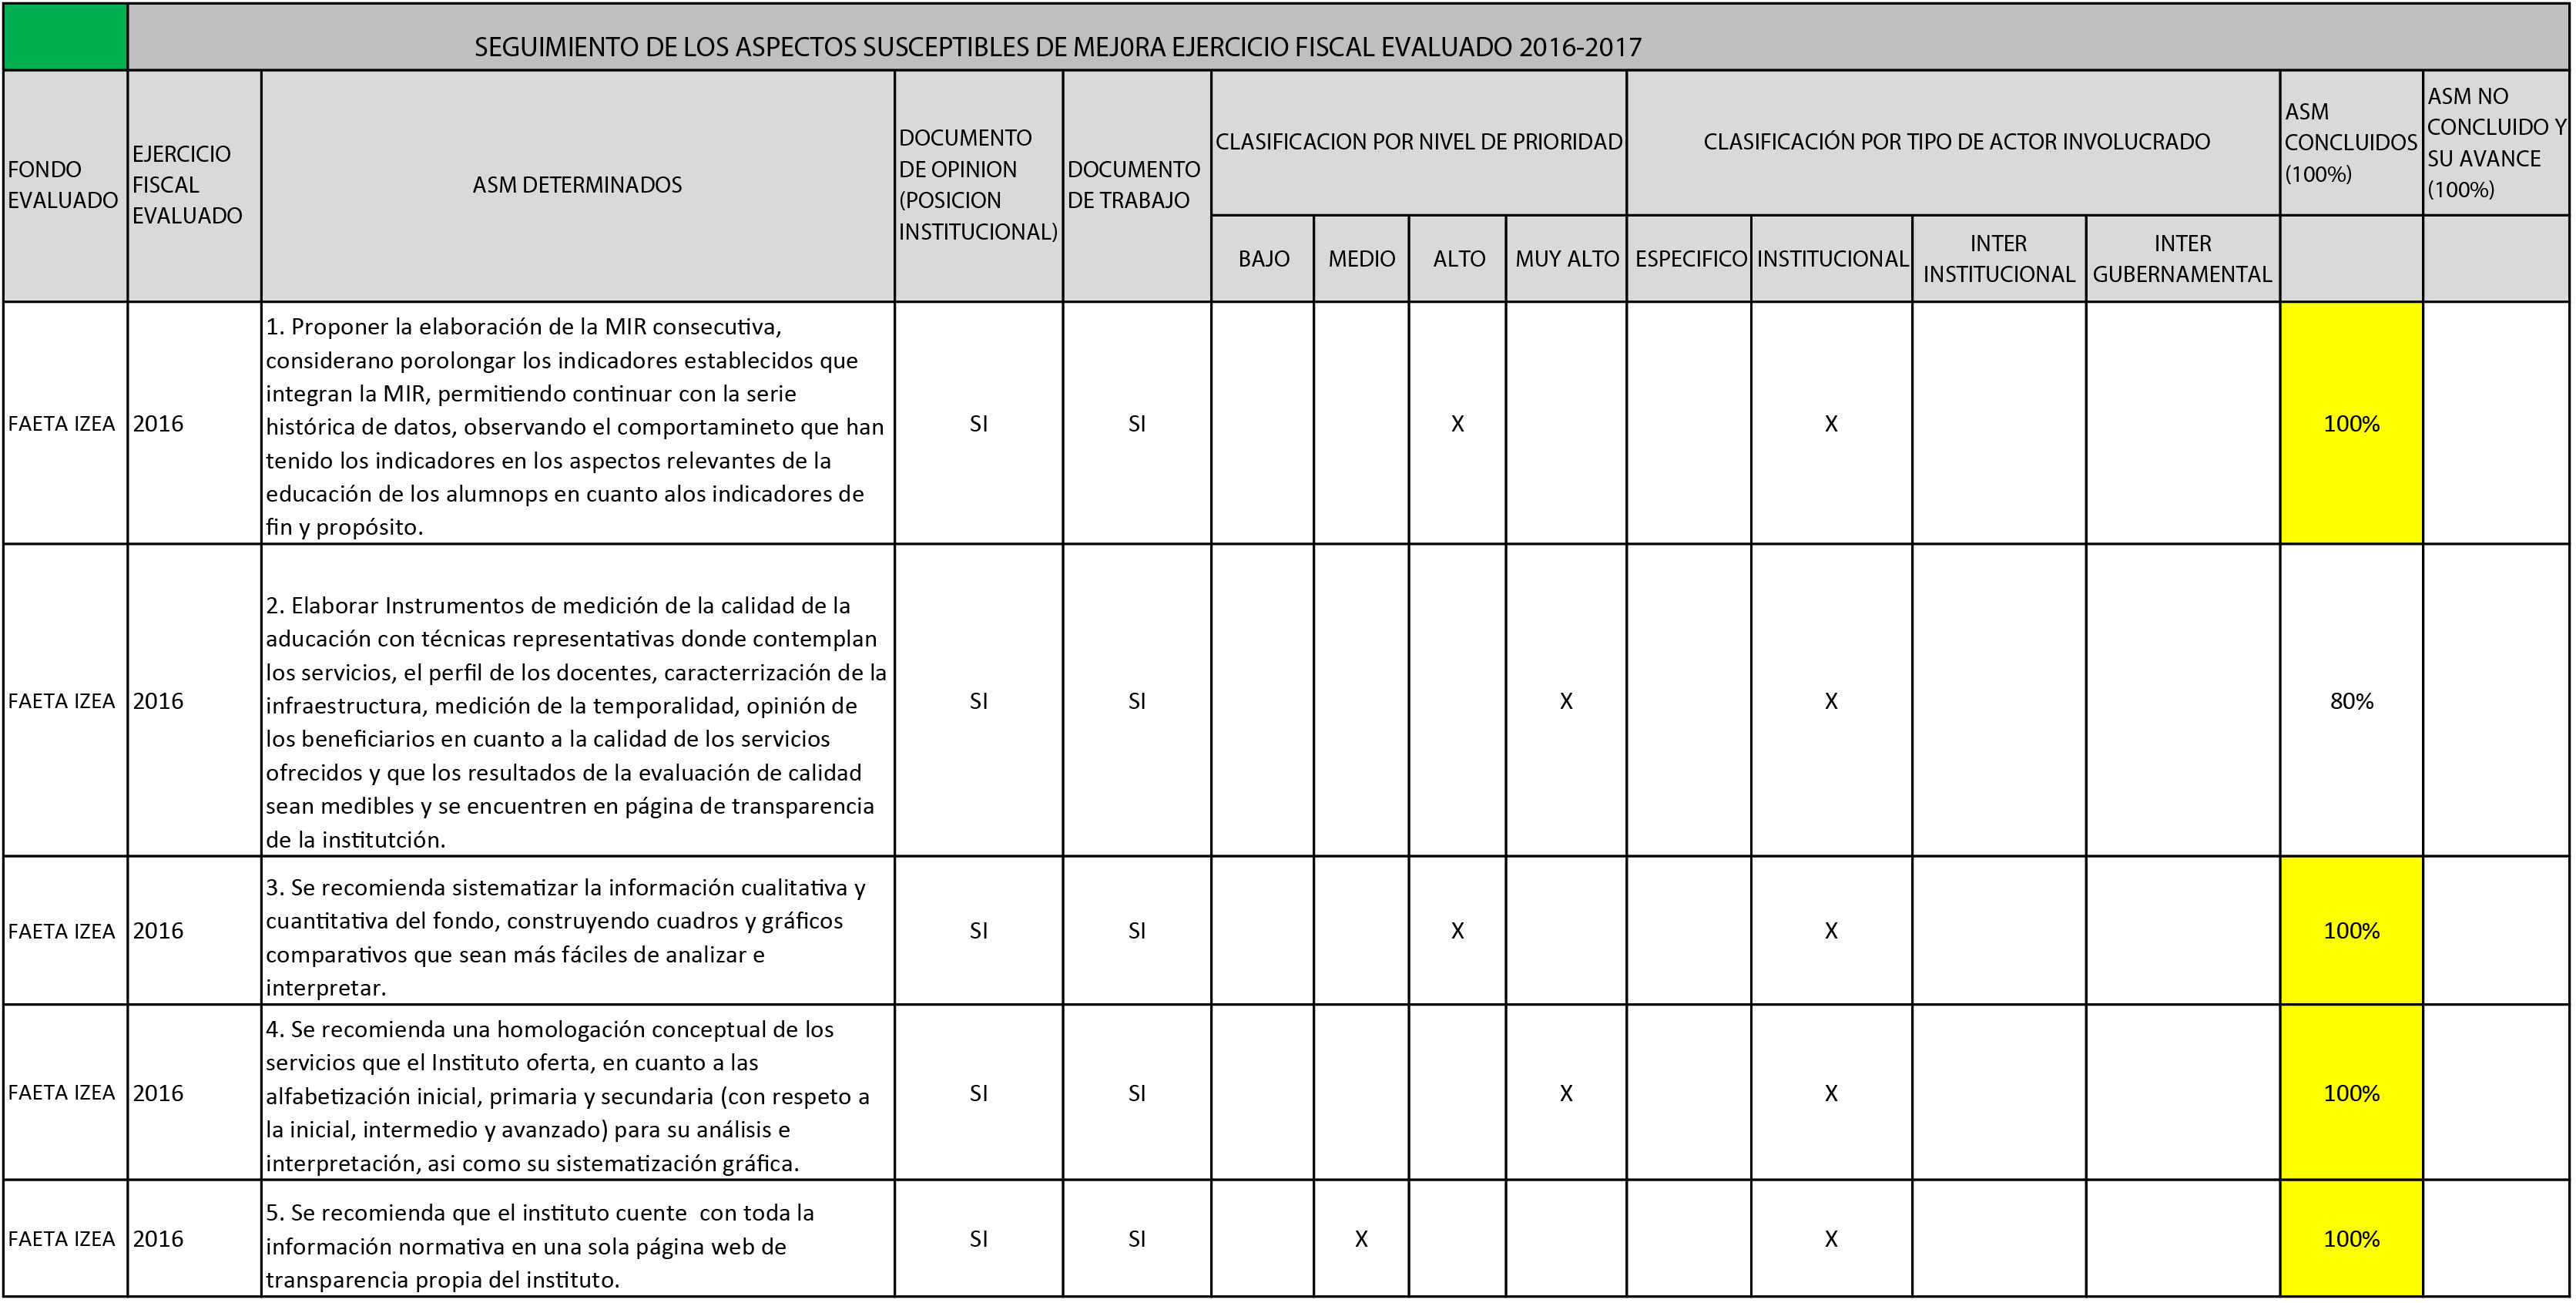 SEGUIMIENTO DE LOS ASPECTOS SUSCEPTIBLES DE MEJ0RA EJERCICIO FISCAL EVALUADO 2016-2017
FONDO
EVALUADO
EJERCICIO
FISCAL
EVALUADO
ASM DETERMINADOS
DOCUMENTO
DE OPINION
(POSICION
INSTITUCIONAL)
DOCUMENTO
DE TRABAJO
CLASIFICACION POR NIVEL DE PRIORIDAD
CLASIFICACIÓN POR TIPO DE ACTOR INVOLUCRADO
ASM
CONCLUIDOS
(100%)
ASM NO
CONCLUIDO Y
SU AVANCE
(100%)
BAJO
MEDIO
ALTO
MUY ALTO
ESPECIFICO
INSTITUCIONAL
INTER
INSTITUCIONAL
INTER
GUBERNAMENTAL
FAETA IZEA
2016
1. Proponer la elaboración de la MIR consecutiva,
considerano porolongar los indicadores establecidos que
integran la MIR, permitiendo continuar con la serie
histórica de datos, observando el comportamineto que han
tenido los indicadores en los aspectos relevantes de la
educación de los alumnops en cuanto alos indicadores de
fin y propósito.
SI
SI
X
X
100%
FAETA IZEA
2016
2. Elaborar Instrumentos de medición de la calidad de la
aducación con técnicas representativas donde contemplan
los servicios, el perfil de los docentes, caracterrización de la
infraestructura, medición de la temporalidad, opinión de
los beneficiarios en cuanto a la calidad de los servicios
ofrecidos y que los resultados de la evaluación de calidad
sean medibles y se encuentren en página de transparencia
de la institutción.
SI
SI
X
X
80%
FAETA IZEA
2016
3. Se recomienda sistematizar la información cualitativa y
cuantitativa del fondo, construyendo cuadros y gráficos
comparativos que sean más fáciles de analizar e
interpretar.
SI
SI
X
X
100%
FAETA IZEA
2016
4. Se recomienda una homologación conceptual de los
servicios que el Instituto oferta, en cuanto a las
alfabetización inicial, primaria y secundaria (con respeto a
la inicial, intermedio y avanzado) para su análisis e
interpretación, asi como su sistematización gráfica.
SI
SI
X
X
100%
FAETA IZEA
2016
5. Se recomienda que el instituto cuente  con toda la
información normativa en una sola página web de
transparencia propia del instituto.
SI
SI
X
X
100%